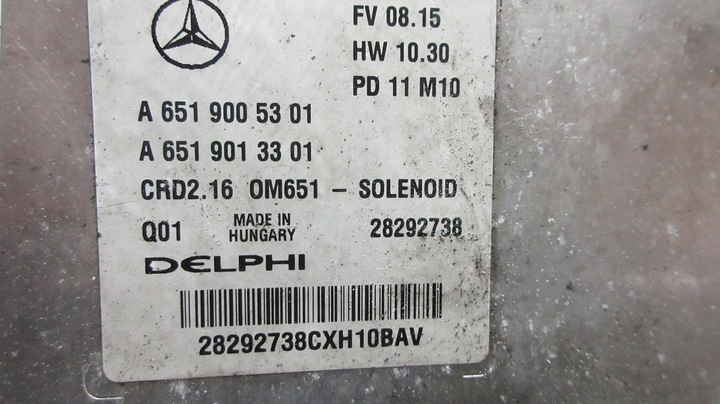 FV 08.15
HW 10.30
PD 11 M10
A 651 900 53 01
A 651 901 33 01
CRD2.16 OM651 - SOLENOID
Q01 MADE IN HUNGARY 28292738
DELPHI
28292738CXH10BAV